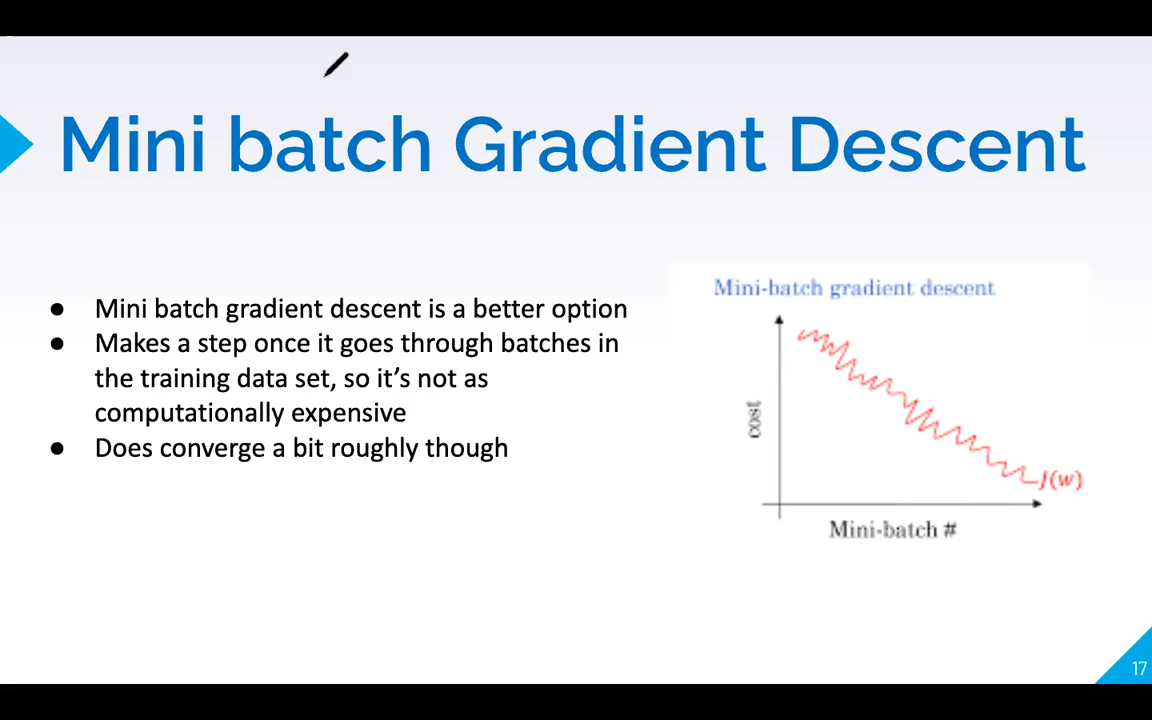 Mini batch Gradient Descent
● Mini batch gradient descent is a better option
● Makes a step once it goes through batches in
the training data set, so it's not as
computationally expensive
● Does converge a bit roughly though
Mini-batch gradient descent
cost
J(w)
Mini-batch #
17